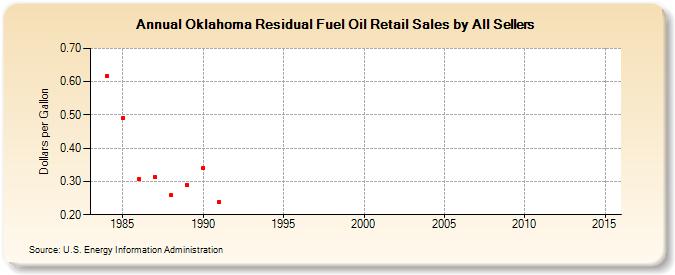 Annual Oklahoma Residual Fuel Oil Retail Sales by All Sellers
Dollars per Gallon
0.70
0.60
0.50
0.40
0.30
0.20
1985 1990 1995 2000 2005 2010 2015
Source: U.S. Energy Information Administration